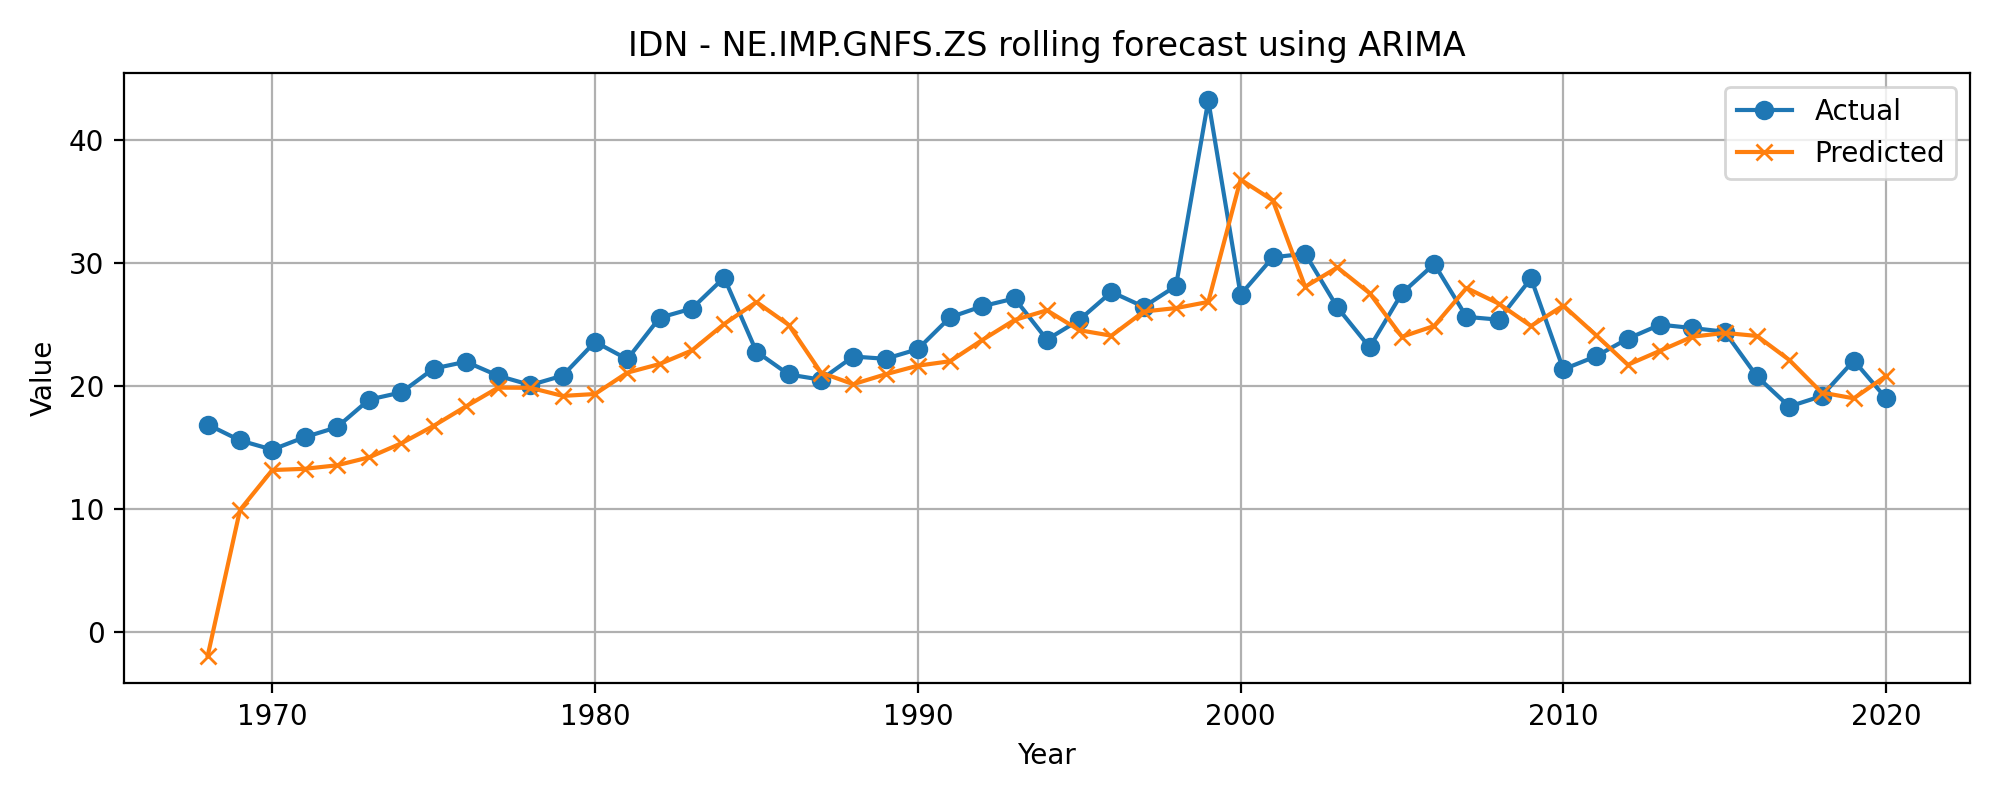 IDN - NE.IMP.GNFS.ZS rolling forecast using ARIMA
Actual
Predicted
Value
40
30
20
10
0
1970
1980
1990
2000
2010
2020
Year